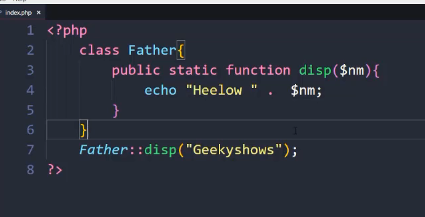 index.php ×
1 <?php
2 class Father{
3 public static function disp($nm){
4 echo "Heelow " . $nm;
5 }
6 }
7 Father::disp("Geekyshows");
8 ?>